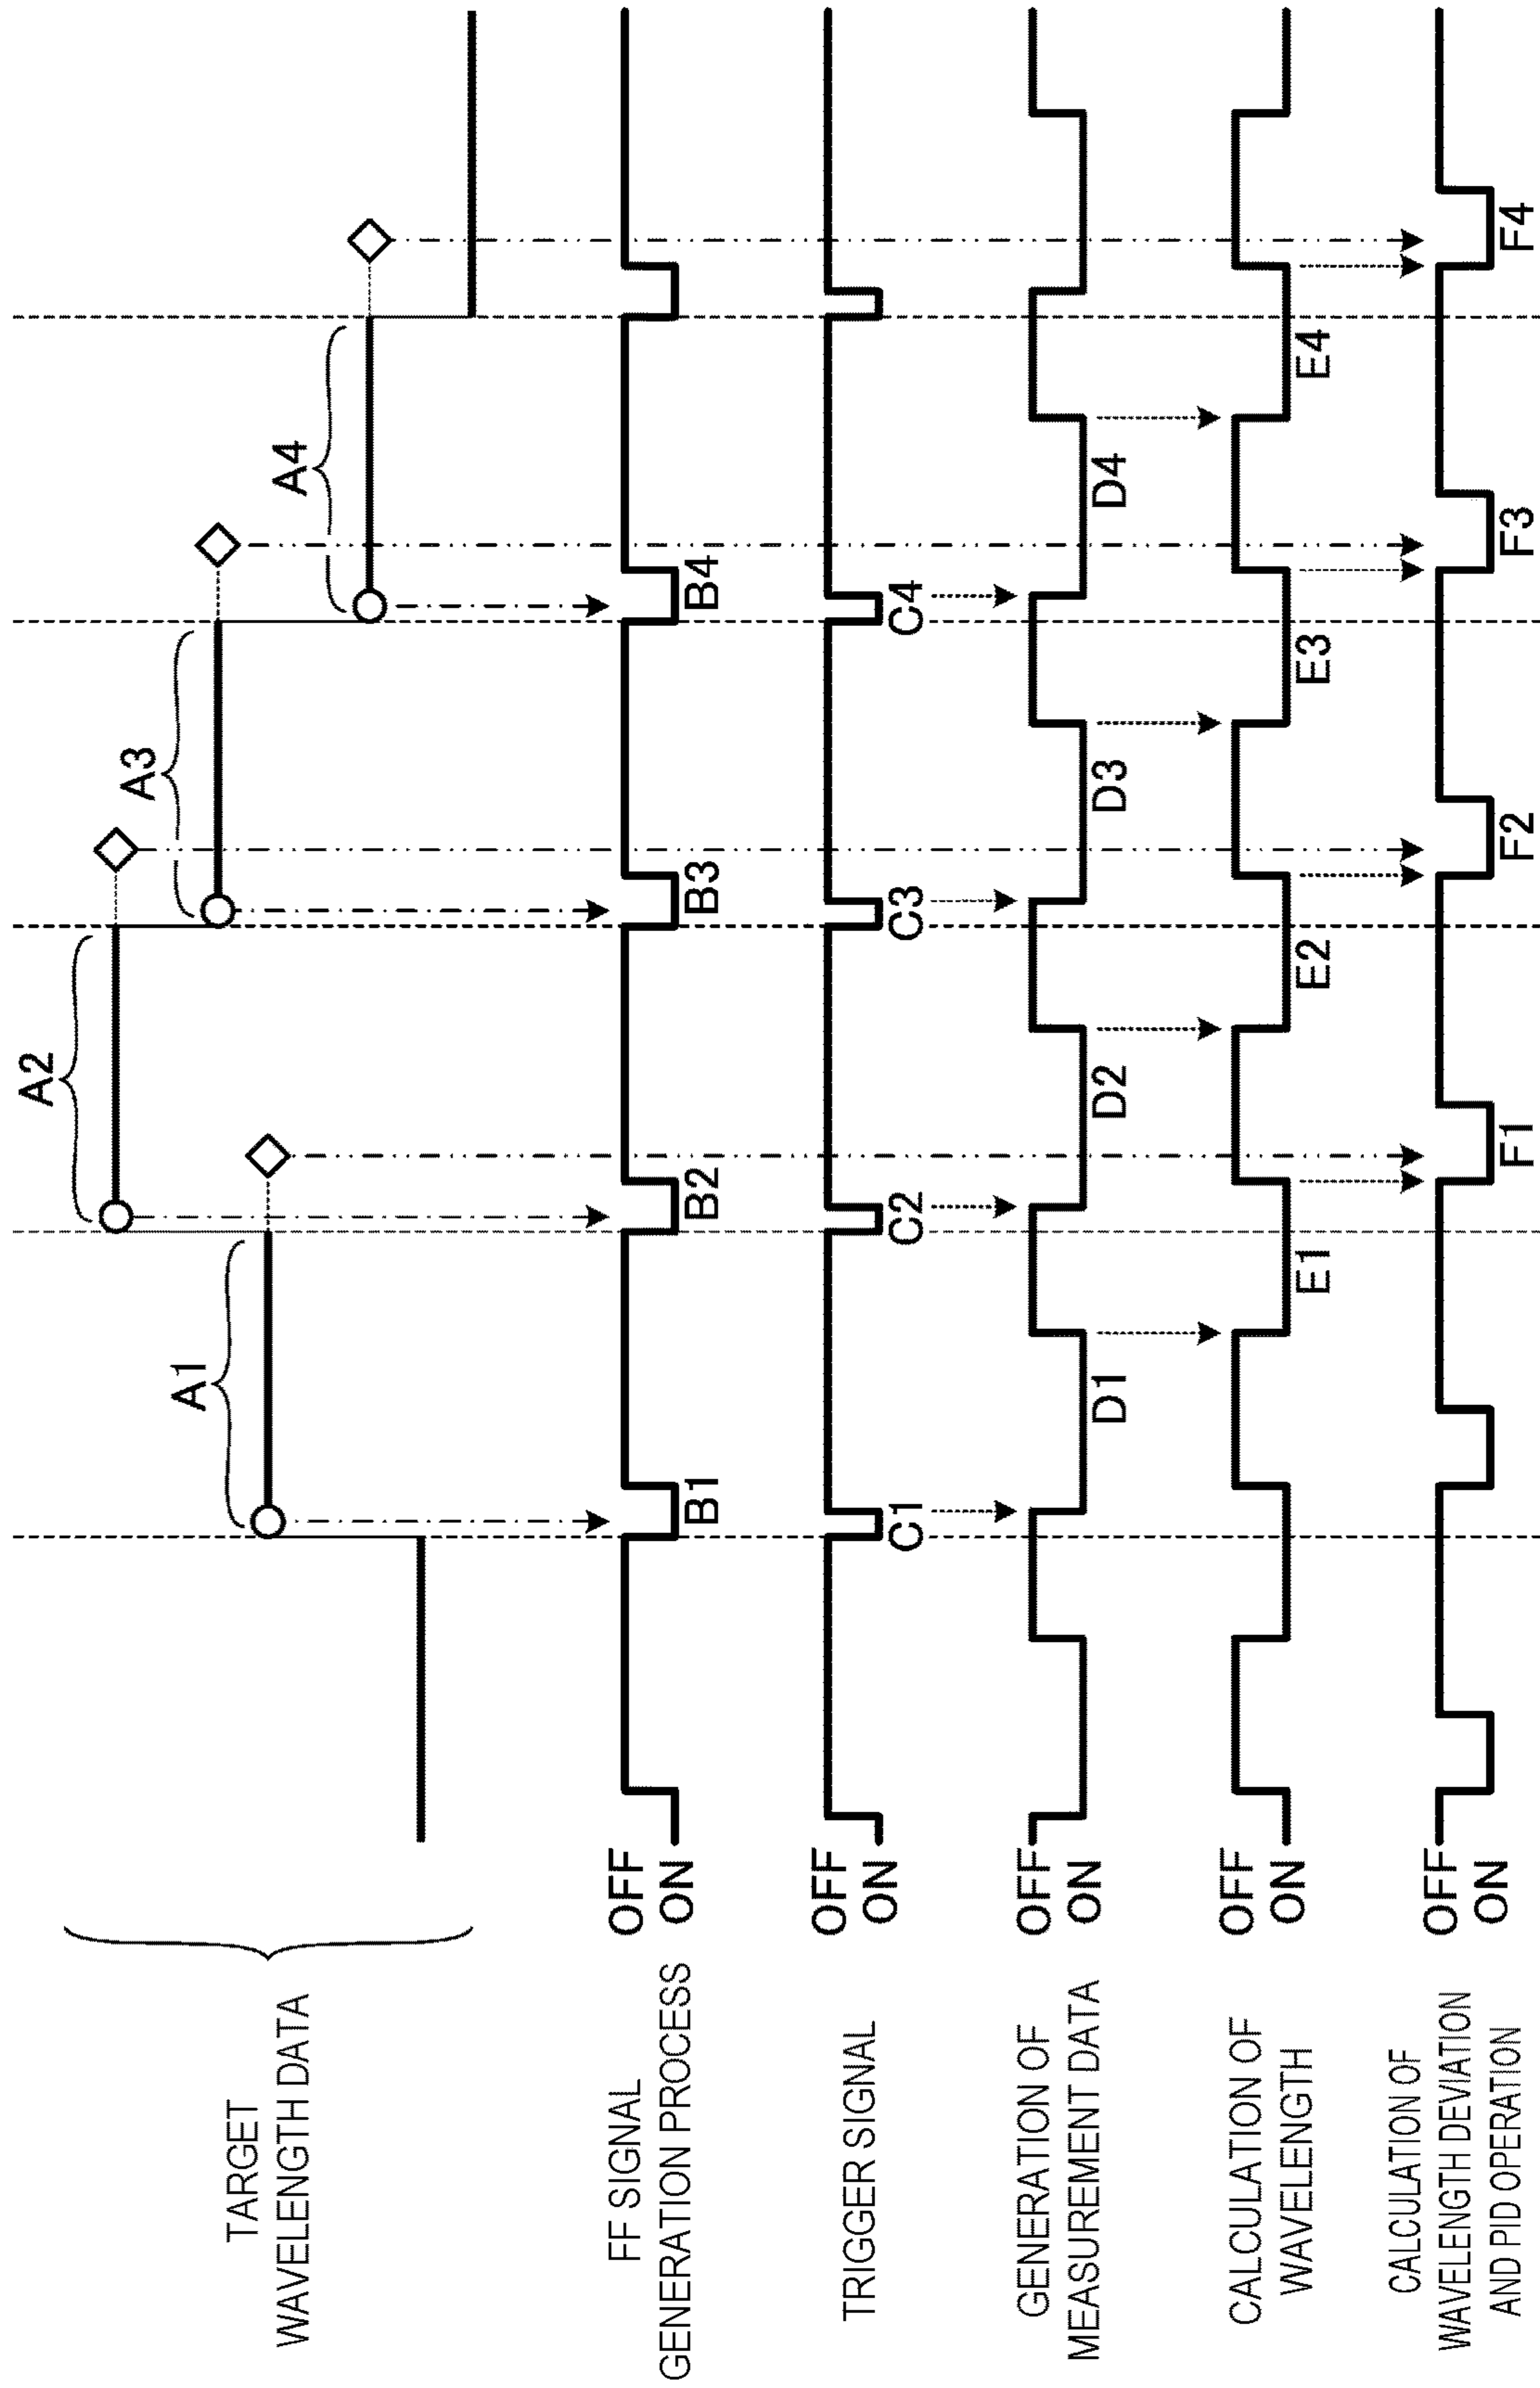 TARGET
WAVELENGTH DATA
A1
A2
A3
A4
FF SIGNAL
GENERATION PROCESS
OFF
ON
B1
B2
B3
B4
TRIGGER SIGNAL
OFF
ON
C1
C2
C3
C4
GENERATION OF
MEASUREMENT DATA
OFF
ON
D1
D2
D3
D4
CALCULATION OF
WAVELENGTH
OFF
ON
E1
E2
E3
E4
CALCULATION OF
WAVELENGTH DEVIATION
AND PID OPERATION
OFF
ON
F1
F2
F3
F4